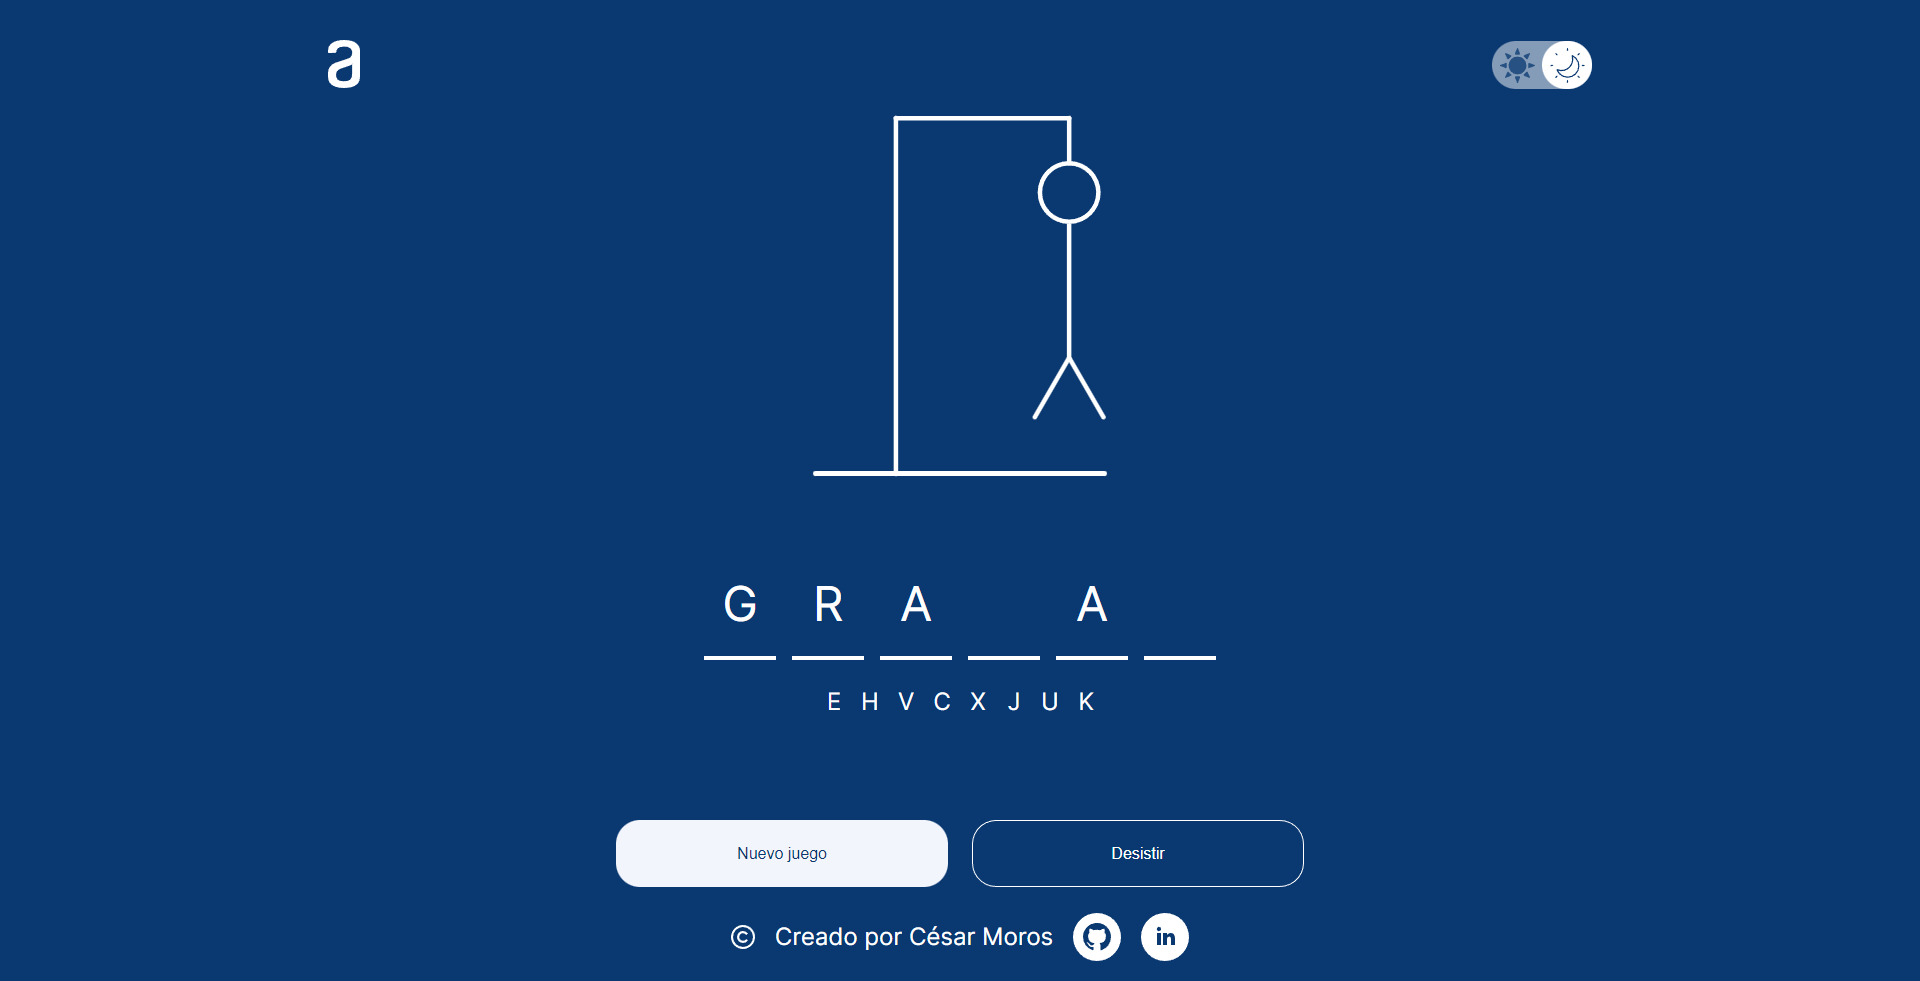 a
G R A _ A _
E H V C X J U K
Nuevo juego
Desistir
© Creado por César Moros in